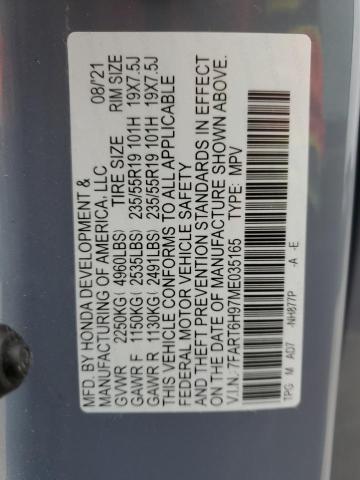 MFD. BY HONDA DEVELOPMENT &
MANUFACTURING OF AMERICA, LLC 08/21
TIRE SIZE RIM SIZE
GVWR 2250KG( 4960LBS)
GAWR F 1150KG( 2535LBS) 235/55R19 101H 19X7.5J
GAWR R 1130KG( 2491LBS) 235/55R19 101H 19X7.5J
THIS VEHICLE CONFORMS TO ALL APPLICABLE
FEDERAL MOTOR VEHICLE SAFETY
AND THEFT PREVENTION STANDARDS IN EFFECT
ON THE DATE OF MANUFACTURE SHOWN ABOVE.
V.I.N.:7FART6H97ME035165 TYPE: MPV
TPG M AO7 -NH877P -A -E